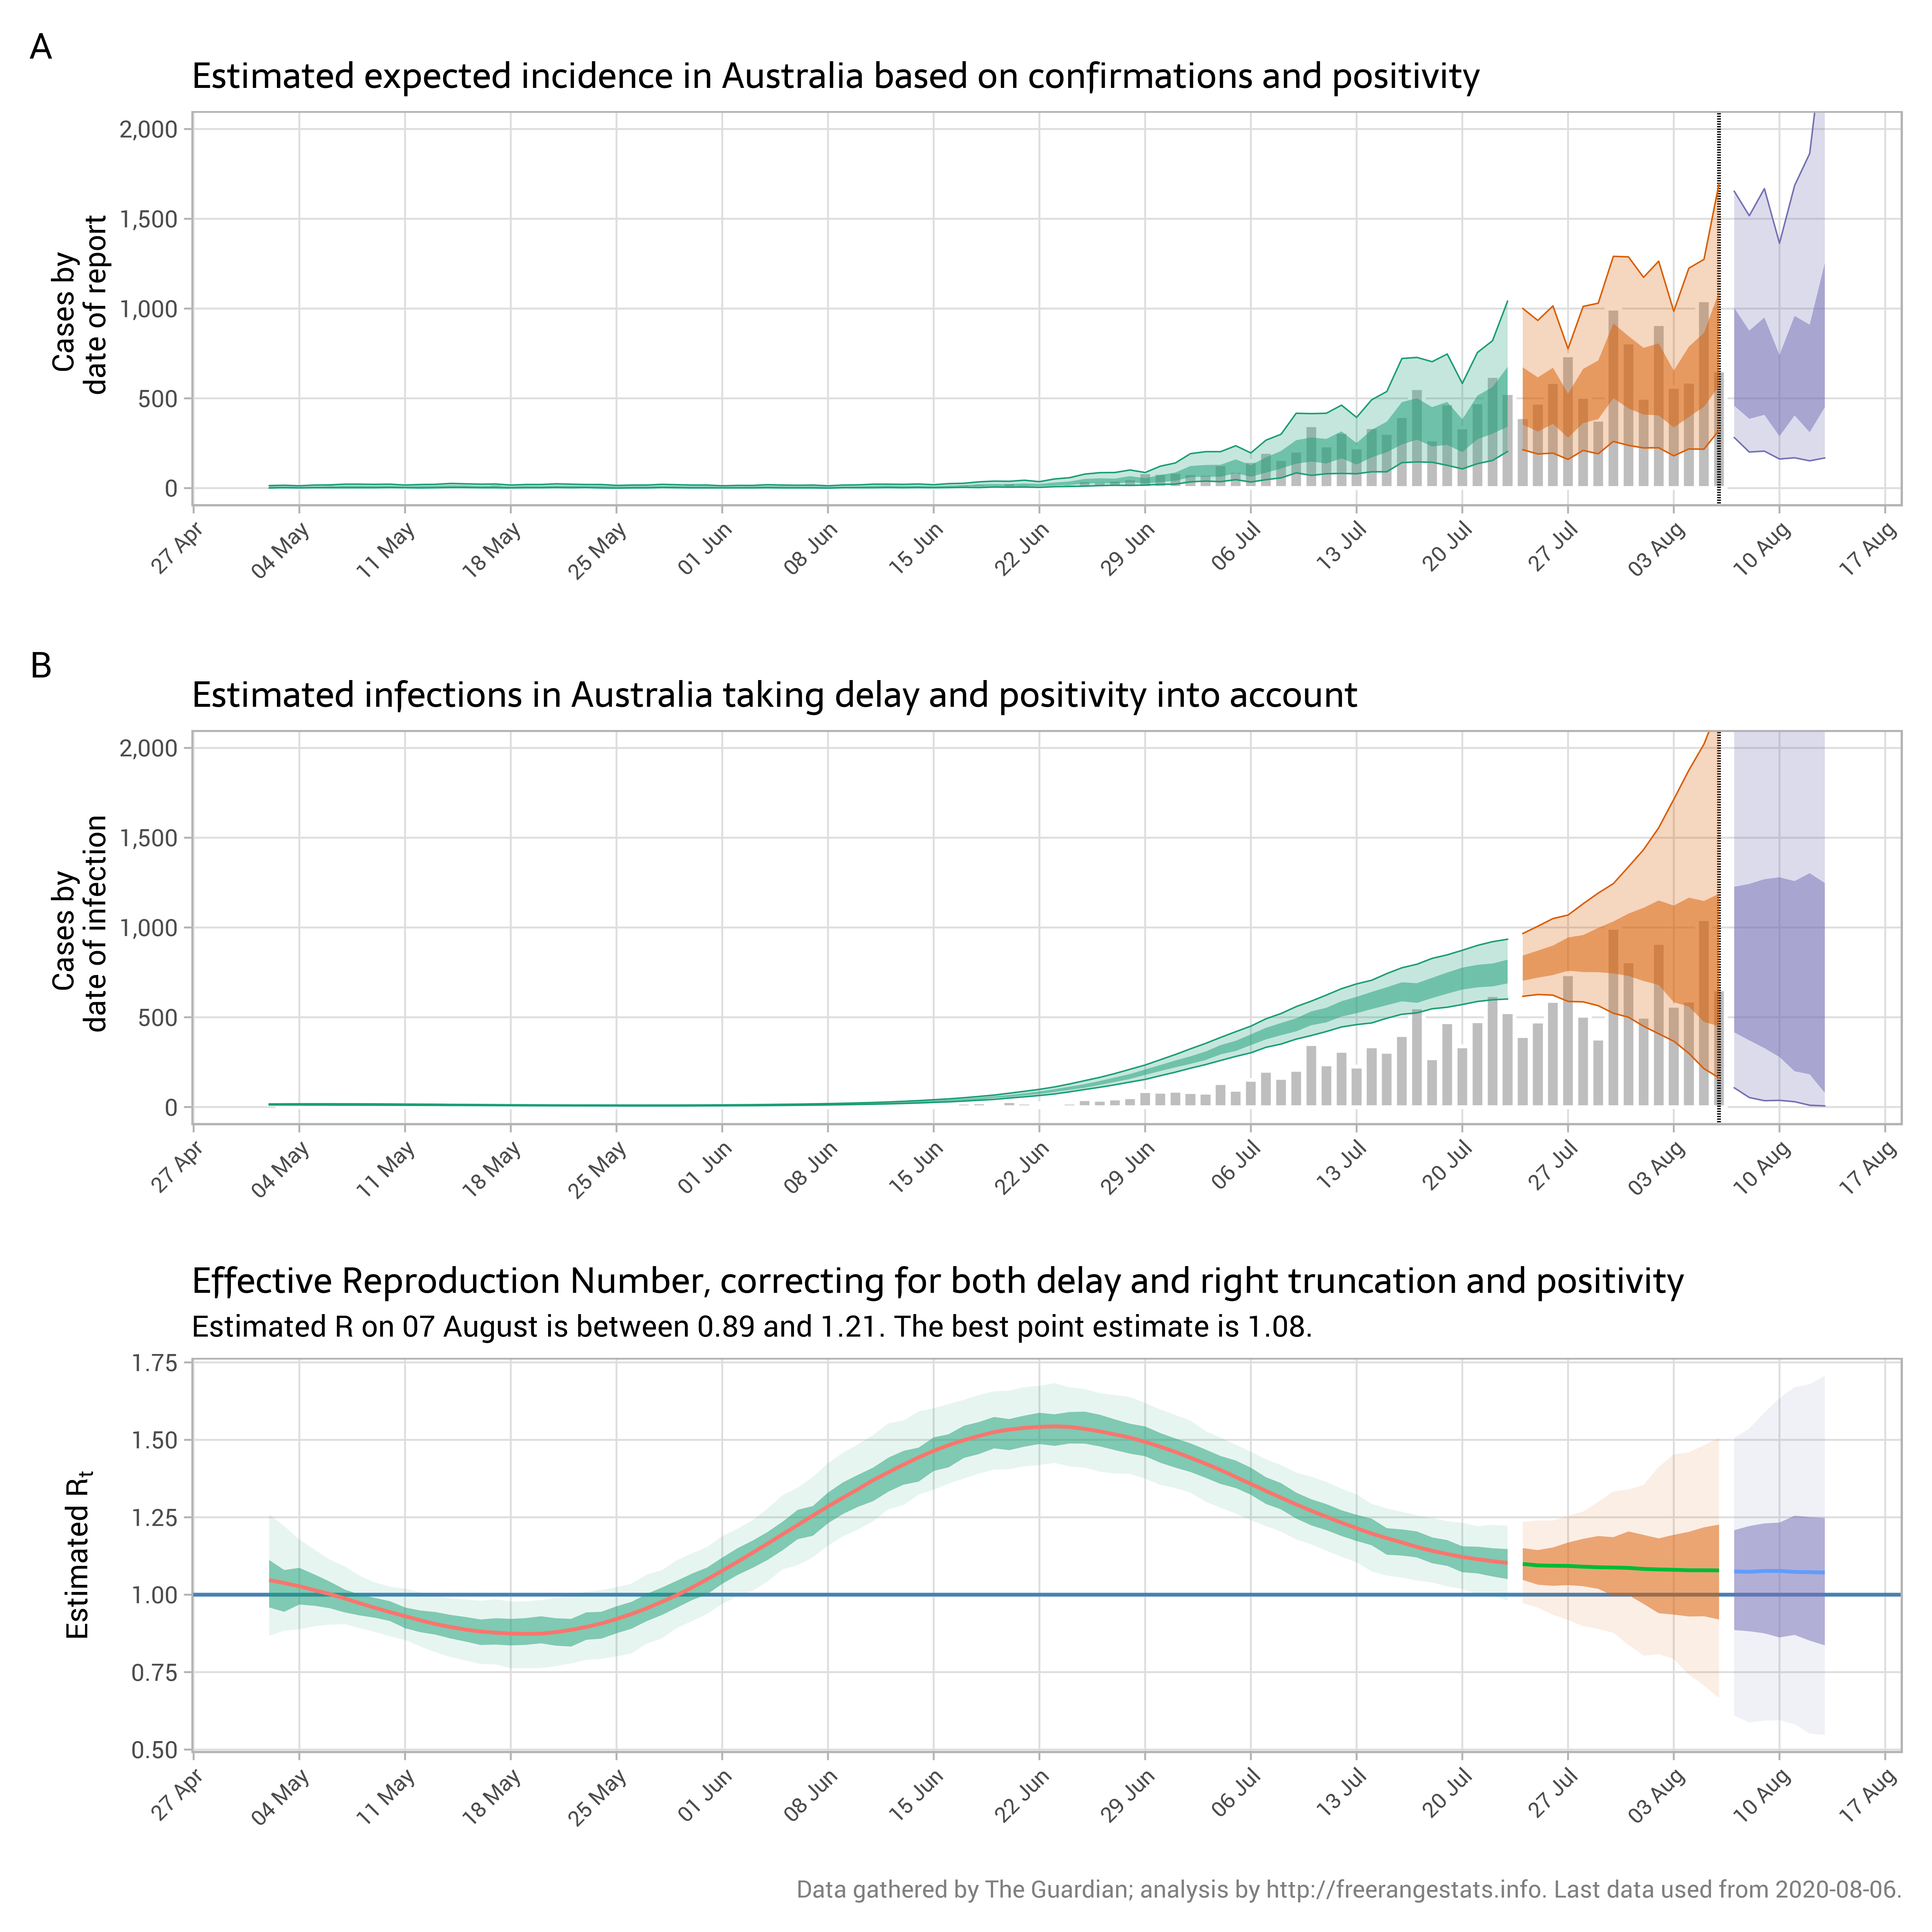 A
Estimated expected incidence in Australia based on confirmations and positivity
Cases by
date of report
2,000
1,500
1,000
500
0
27 Apr
04 May
11 May
18 May
25 May
01 Jun
08 Jun
15 Jun
22 Jun
29 Jun
06 Jul
13 Jul
20 Jul
27 Jul
03 Aug
10 Aug
17 Aug
B
Estimated infections in Australia taking delay and positivity into account
Cases by
date of infection
2,000
1,500
1,000
500
0
27 Apr
04 May
11 May
18 May
25 May
01 Jun
08 Jun
15 Jun
22 Jun
29 Jun
06 Jul
13 Jul
20 Jul
27 Jul
03 Aug
10 Aug
17 Aug
Effective Reproduction Number, correcting for both delay and right truncation and positivity
Estimated R on 07 August is between 0.89 and 1.21. The best point estimate is 1.08.
Estimated Rt
1.75
1.50
1.25
1.00
0.75
0.50
27 Apr
04 May
11 May
18 May
25 May
01 Jun
08 Jun
15 Jun
22 Jun
29 Jun
06 Jul
13 Jul
20 Jul
27 Jul
03 Aug
10 Aug
17 Aug
Data gathered by The Guardian; analysis by http://freerangestats.info. Last data used from 2020-08-06.